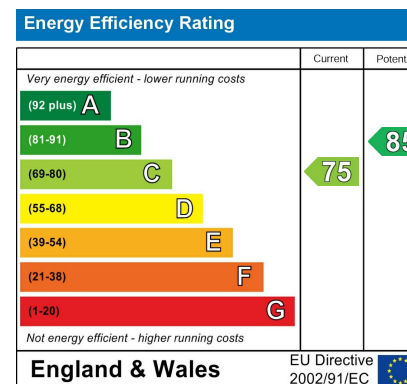 Energy Efficiency Rating
Current Potent
Very energy efficient - lower running costs
(92 plus) A
(81-91) B 85
(69-80) C 75
(55-68) D
(39-54) E
(21-38) F
(1-20) G
Not energy efficient - higher running costs
England & Wales
EU Directive
2002/91/EC